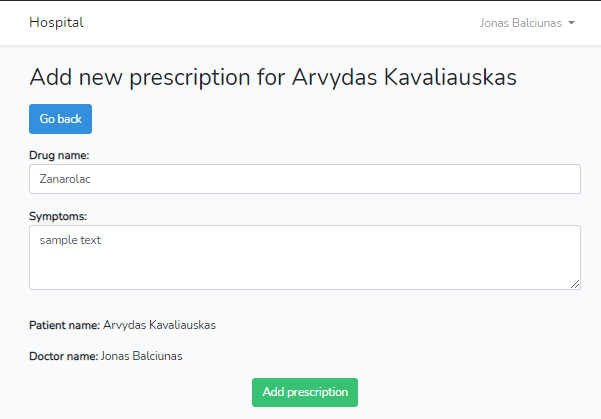 Hospital
Jonas Balciunas
Add new prescription for Arvydas Kavaliauskas
Go back
Drug name:
Zanarolac
Symptoms:
sample text
Patient name: Arvydas Kavaliauskas
Doctor name: Jonas Balciunas
Add prescription